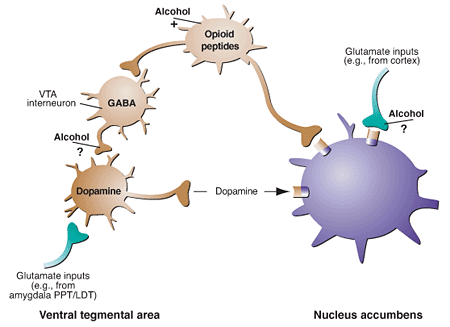 Alcohol
+
Opioid
peptides
Glutamate inputs
(e.g., from cortex)
VTA
interneuron
GABA
Alcohol
?
Alcohol
?
Dopamine
Dopamine
Glutamate inputs
(e.g., from
amygdala PPT/LDT)
Ventral tegmental area
Nucleus accumbens